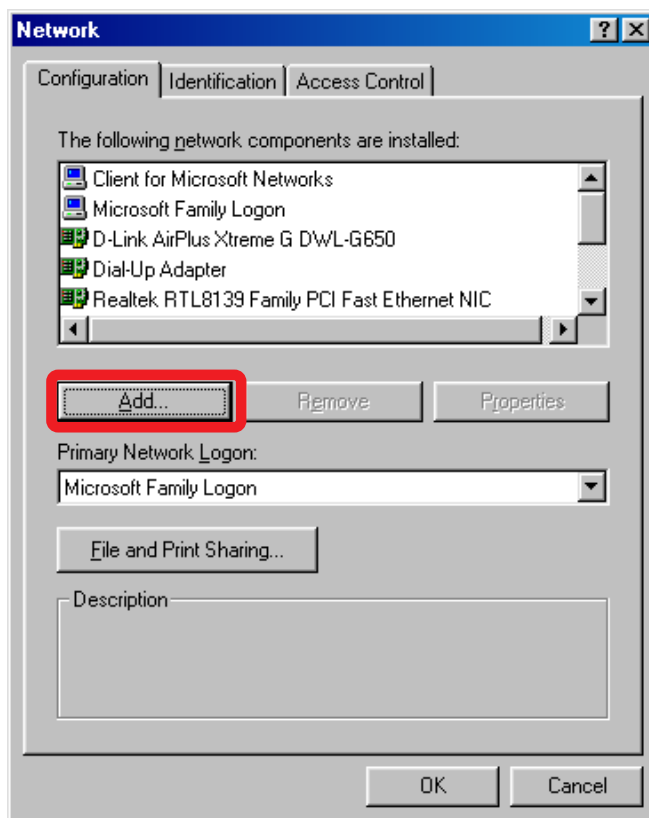 Network
Configuration Identification Access Control
The following network components are installed:
Client for Microsoft Networks
Microsoft Family Logon
D-Link AirPlus Xtreme G DWL-G650
Dial-Up Adapter
Realtek RTL8139 Family PCI Fast Ethernet NIC
Add... Remove Properties
Primary Network Logon:
Microsoft Family Logon
File and Print Sharing...
Description
OK Cancel